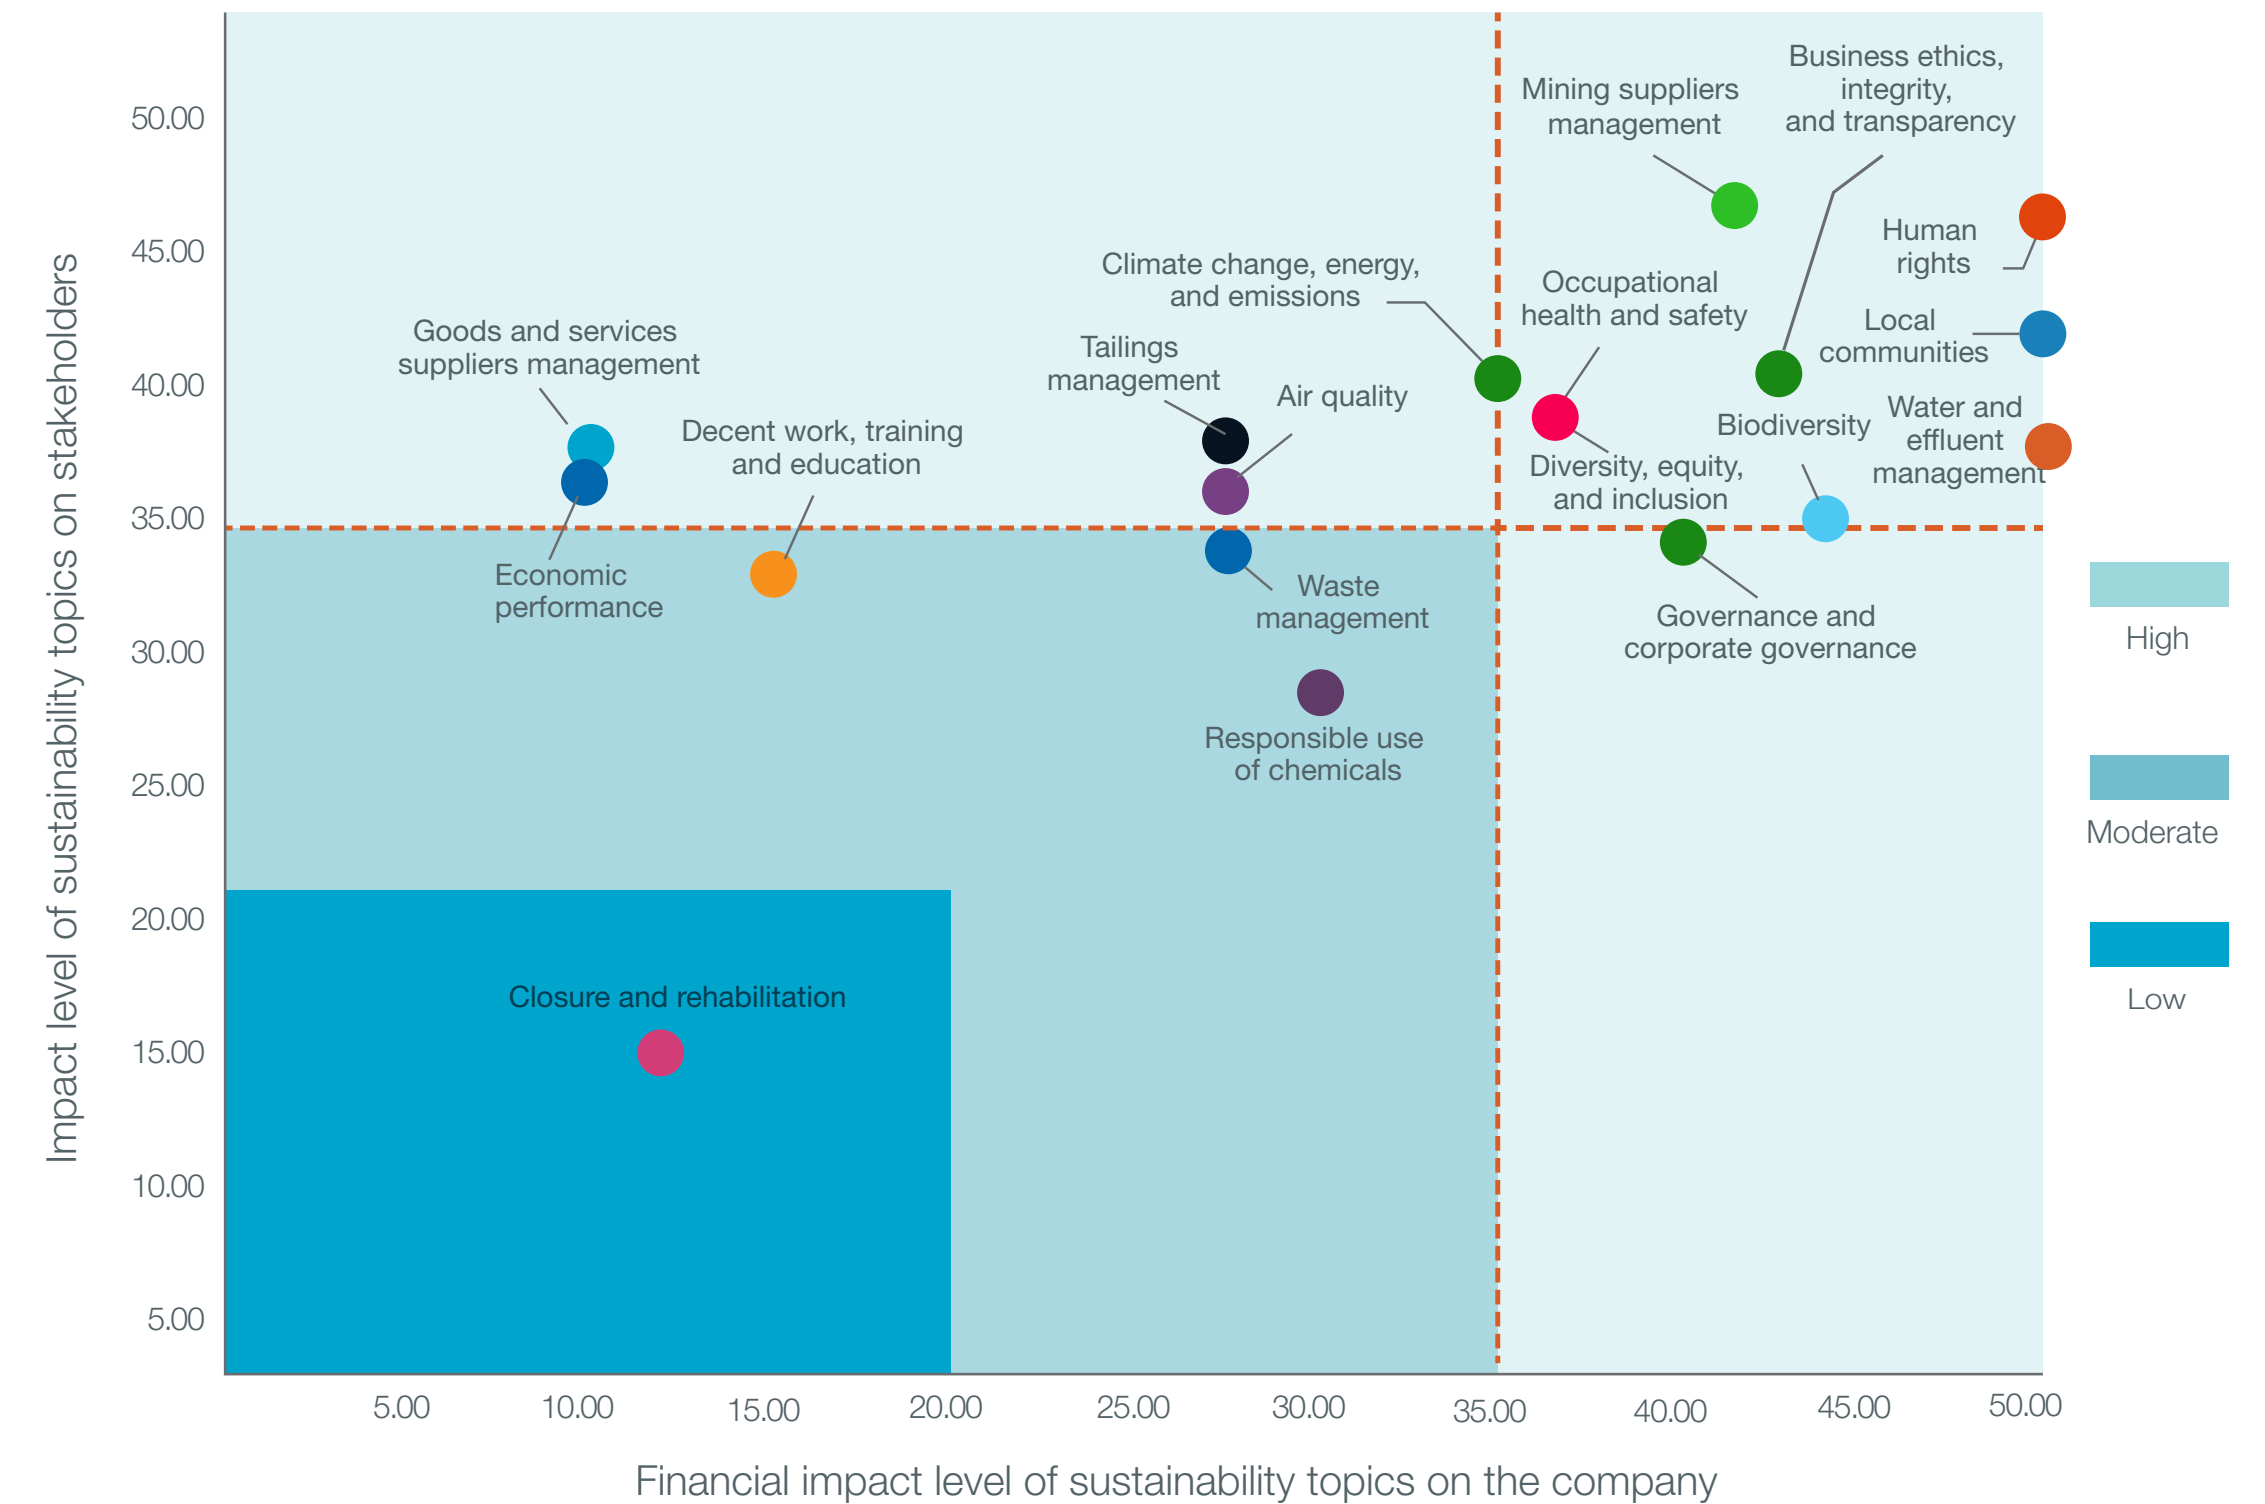 Impact level of sustainability topics on stakeholders
50.00
45.00
40.00
35.00
30.00
25.00
20.00
15.00
10.00
5.00
Goods and services
suppliers management
Economic
performance
Decent work, training
and education
Climate change, energy,
and emissions
Tailings
management
Air quality
Waste
management
Responsible use
of chemicals
Closure and rehabilitation
Mining suppliers
management
Business ethics,
integrity,
and transparency
Human
rights
Occupational
health and safety
Local
communities
Biodiversity
Water and
effluent
management
Diversity, equity,
and inclusion
Governance and
corporate governance
High
Moderate
Low
5.00
10.00
15.00
20.00
25.00
30.00
35.00
40.00
45.00
50.00
Financial impact level of sustainability topics on the company